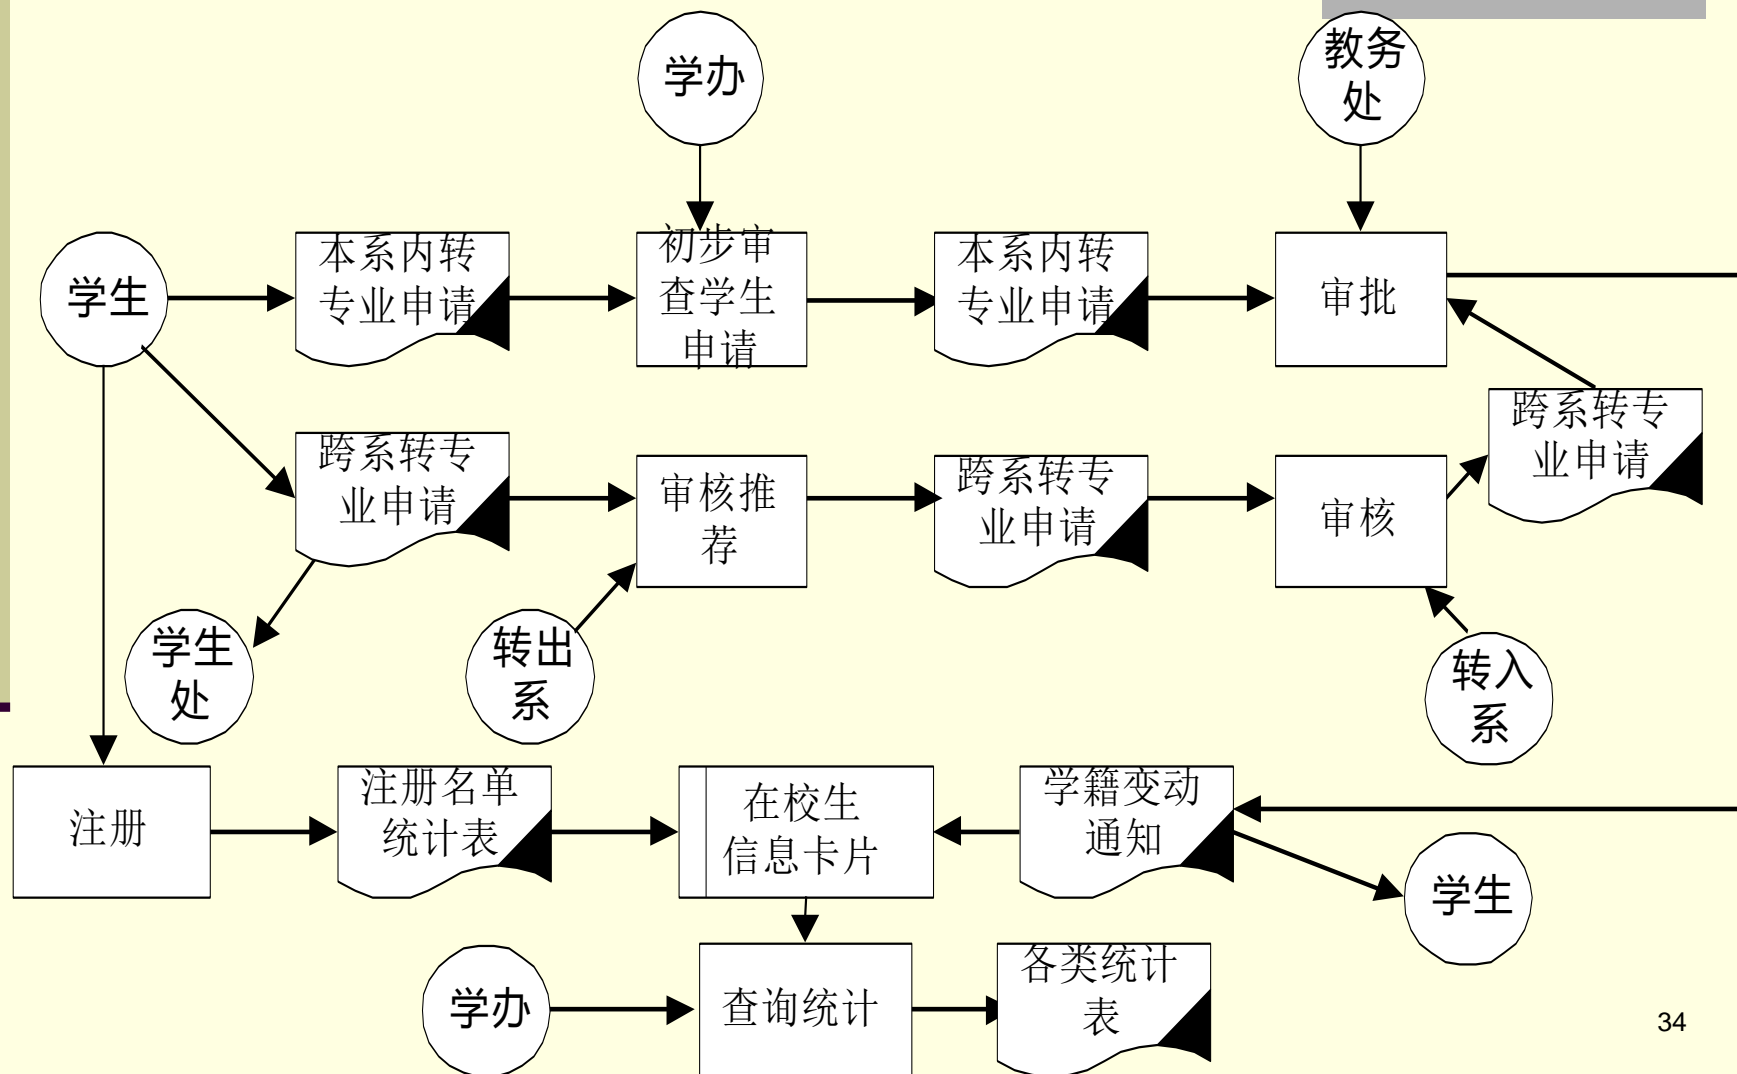 学办
教务
处
学生
本系内转
专业申请
初步审
查学生
申请
本系内转
专业申请
审批
跨系转专
业申请
审核推
荐
跨系转专
业申请
审核
跨系转专
业申请
学生
处
转出
系
转入
系
注册
注册名单
统计表
在校生
信息卡片
学籍变动
通知
学生
学办
查询统计
各类统计
表
34